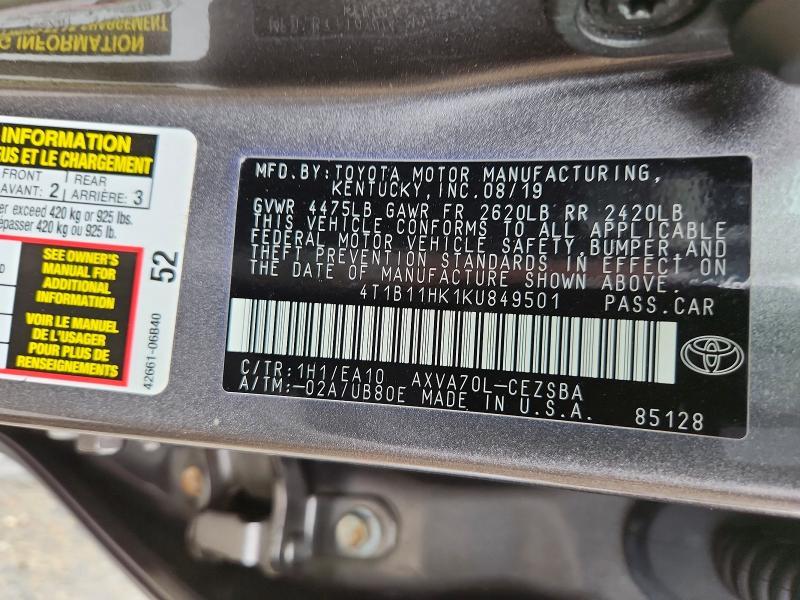 INFORMATION
US ET LE CHARGEMENT
FRONT
AVANT: 2
REAR
ARRIÈRE: 3
er exceed 420 kg or 925 lbs.
épasser 420 kg ou 925 lb.
SEE OWNER'S
MANUAL FOR
ADDITIONAL
INFORMATION
VOIR LE MANUEL
DE L'USAGER
POUR PLUS DE
RENSEIGNEMENTS
52
42661-06B40
MFD. BY: TOYOTA MOTOR MANUFACTURING,
KENTUCKY, INC. 08/19
GVWR 4475LB GAWR FR 2620LB RR 2420LB
THIS VEHICLE CONFORMS TO ALL APPLICABLE
FEDERAL MOTOR VEHICLE SAFETY, BUMPER AND
THEFT PREVENTION STANDARDS IN EFFECT ON
THE DATE OF MANUFACTURE SHOWN ABOVE.
4T1B11HK1KU849501 PASS.CAR
C/TR: 1H1/EA10 AXVA70L-CEZSBA
A/TM: -02A/UB80E MADE IN U.S.A. 85128